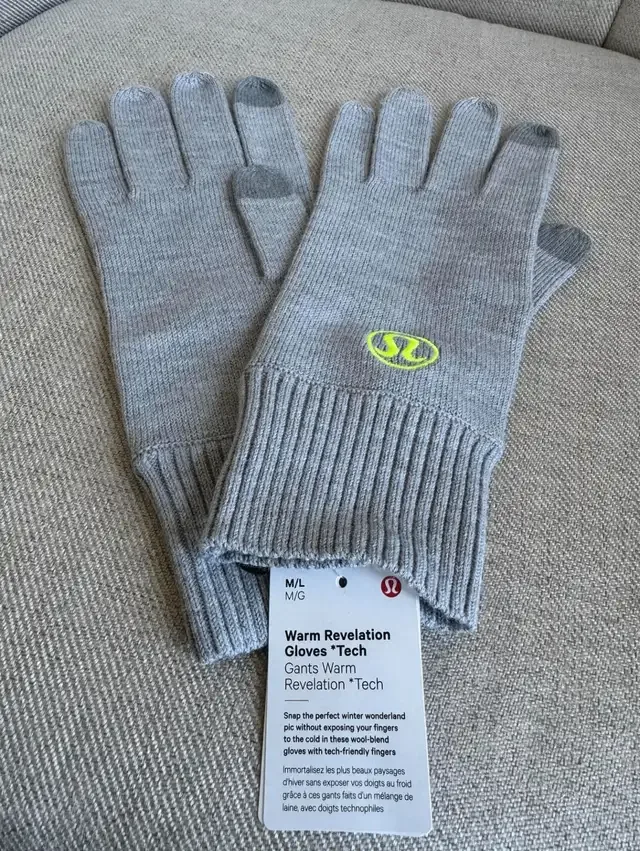 M/L
M/G
Warm Revelation
Gloves *Tech
Gants Warm
Revelation *Tech
Snap the perfect winter wonderland
pic without exposing your fingers
to the cold in these wool-blend
gloves with tech-friendly fingers
Immortalisez les plus beaux paysages
d'hiver sans exposer vos doigts au froid
grâce à ces gants faits d'un mélange de
laine, avec doigts technophiles